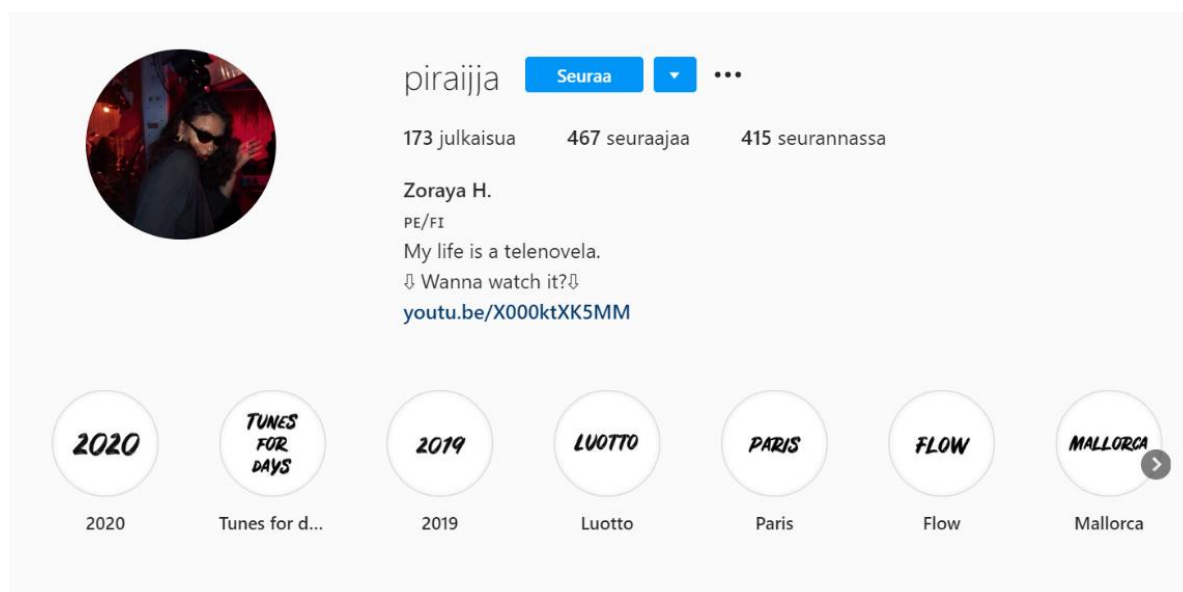 piraijja Seuraa
173 julkaisua 467 seuraajaa 415 seurannassa
Zoraya H.
PE/FI
My life is a telenovela.
⇩ Wanna watch it?⇩
youtu.be/X000ktXK5MM
2020
TUNES
FOR
DAYS
2019
LUOTTO
PARIS
FLOW
MALLORCA
2020
Tunes for d...
2019
Luotto
Paris
Flow
Mallorca